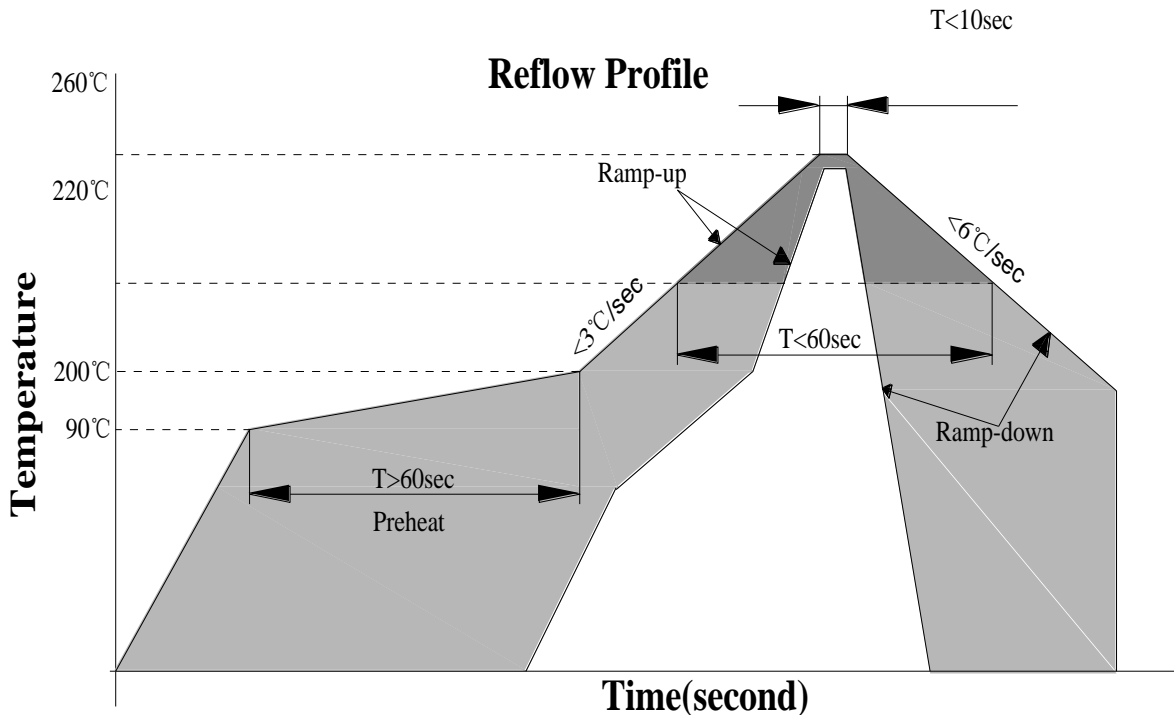 T<10sec
Reflow Profile
260℃
Ramp-up
220℃
<6℃/sec
<3℃/sec
T<60sec
Temperature
200℃
90℃
Ramp-down
T>60sec
Preheat
Time(second)